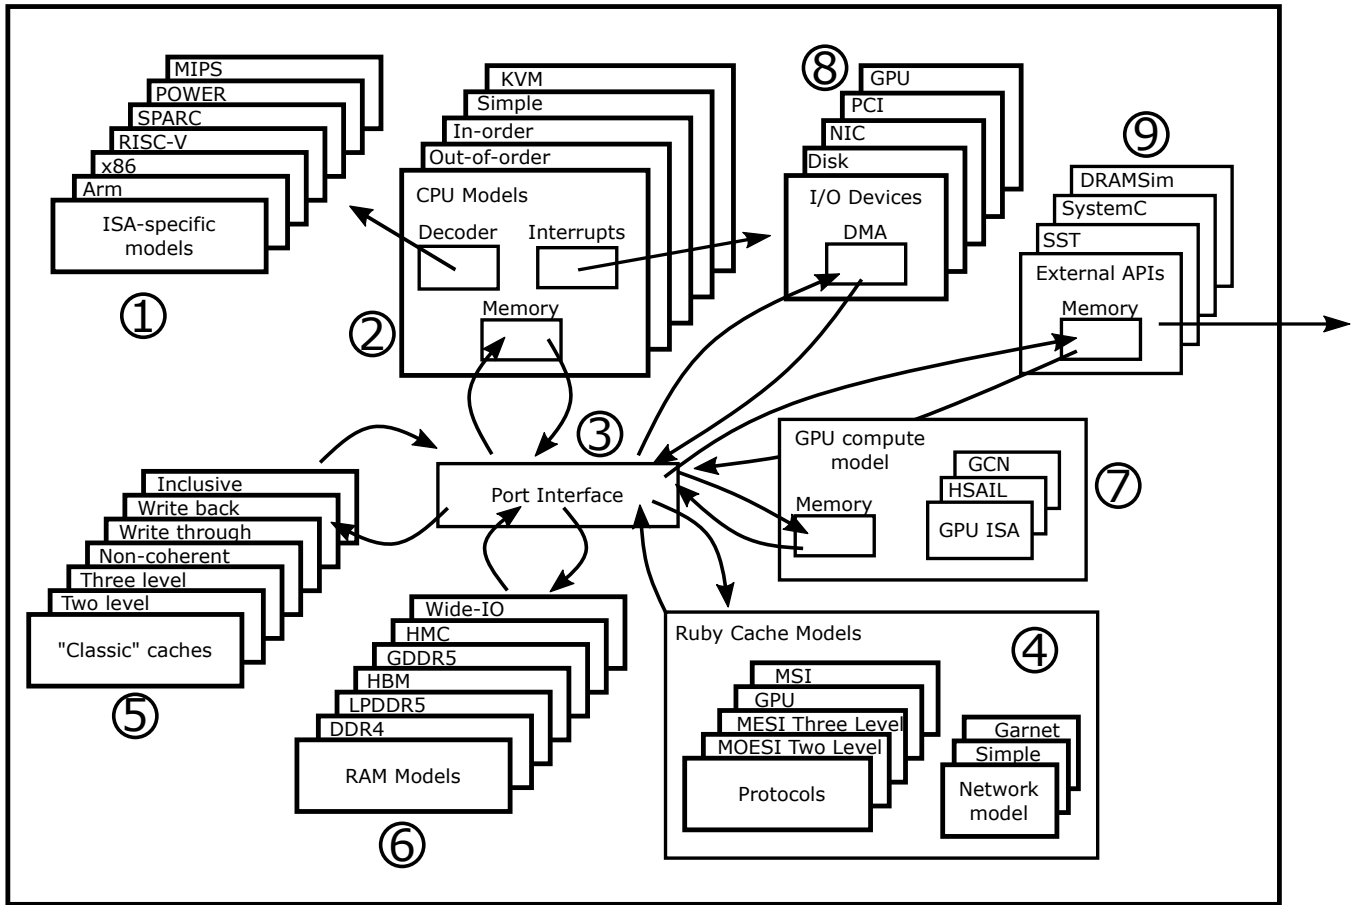 MIPS
POWER
SPARC
RISC-V
x86
Arm
ISA-specific
models
1
KVM
Simple
In-order
Out-of-order
CPU Models
Decoder
Interrupts
Memory
2
8
GPU
PCI
NIC
Disk
I/O Devices
DMA
9
DRAMSim
SystemC
SST
External APIs
Memory
3
Port Interface
GPU compute
model
Memory
GCN
HSAIL
GPU ISA
7
Inclusive
Write back
Write through
Non-coherent
Three level
Two level
"Classic" caches
5
Wide-IO
HMC
GDDR5
HBM
LPDDR5
DDR4
RAM Models
6
Ruby Cache Models
4
MSI
GPU
MESI Three Level
MOESI Two Level
Protocols
Garnet
Simple
Network
model